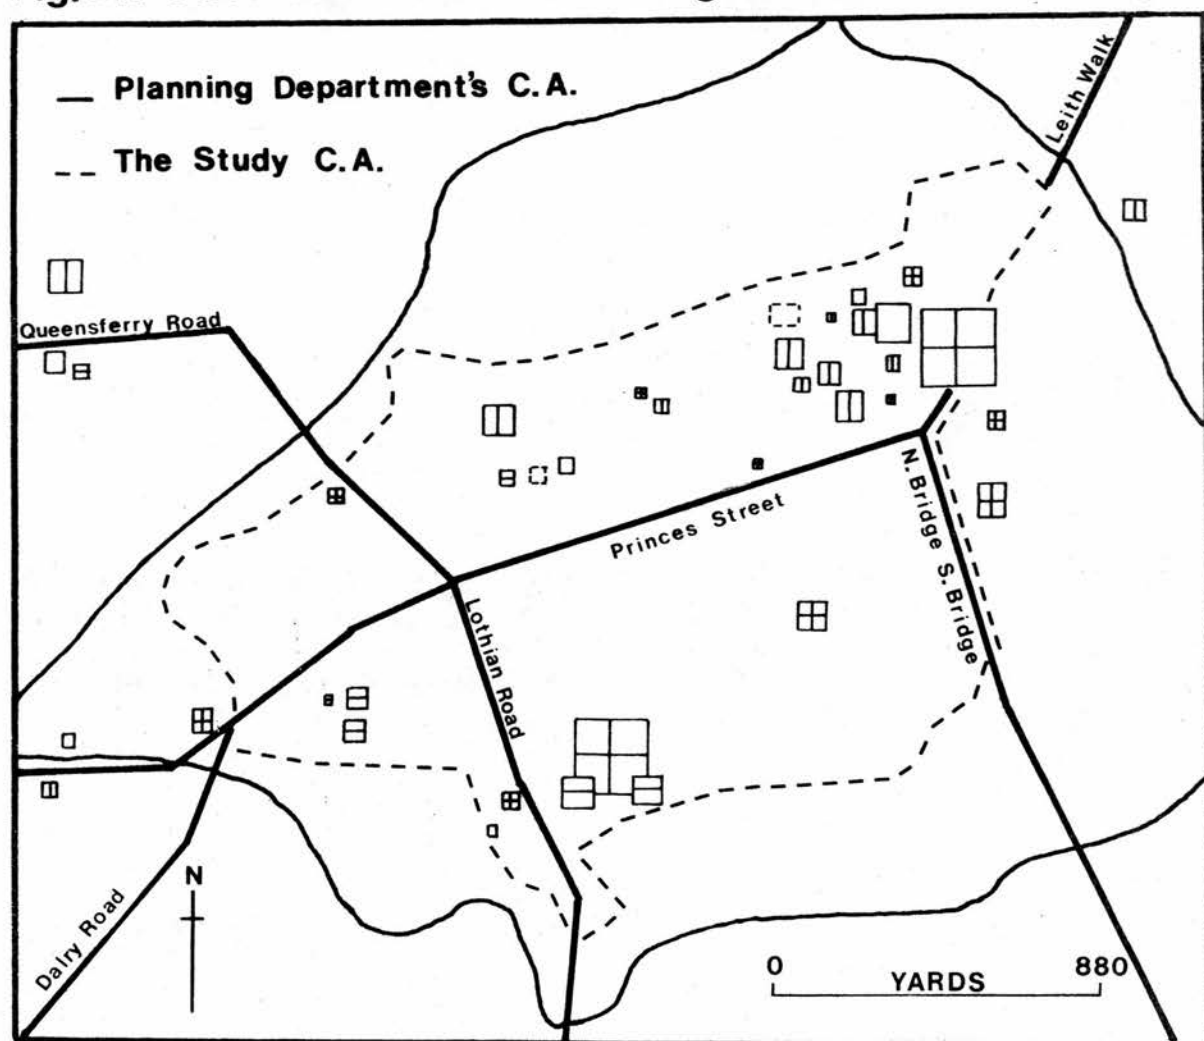 Planning Department's C.A.
The Study C.A.
Leith Walk
Queensferry Road
Princes Street
N. Bridge S. Bridge
Lothian Road
Dalry Road
N
0 880
YARDS